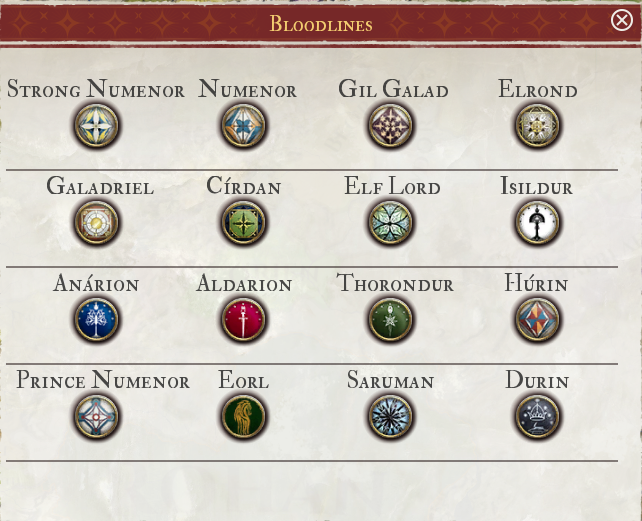 Bloodlines
Strong Numenor Numenor Gil Galad Elrond
Galadriel Círdan Elf Lord Isildur
Anárion Aldarion Thorondur Húrin
Prince Numenor Eorl Saruman Durin